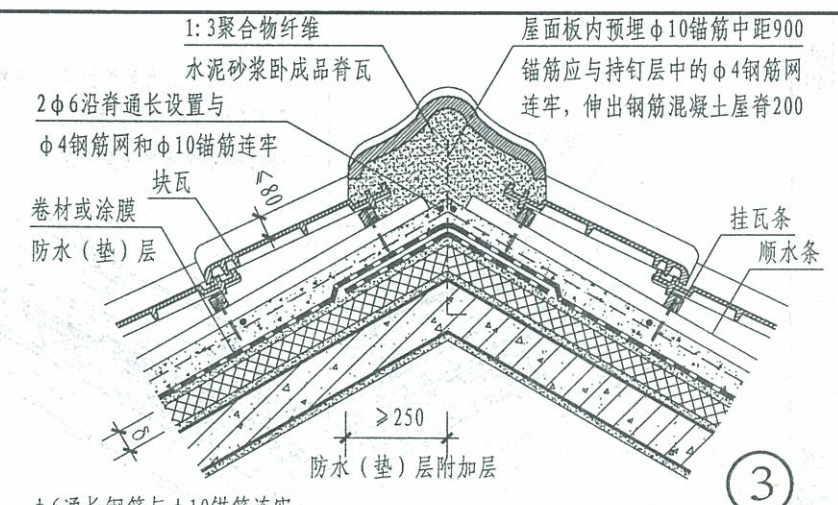 1:3聚合物纤维
水泥砂浆卧成品脊瓦
屋面板内预埋ф10锚筋中距900
锚筋应与持钉层中的ф4钢筋网
连牢，伸出钢筋混凝土屋脊200
2ф6沿脊通长设置与
ф4钢筋网和ф10锚筋连牢
块瓦
≤80
卷材或涂膜
防水（垫）层
挂瓦条
顺水条
δ
≥250
防水（垫）层附加层
3